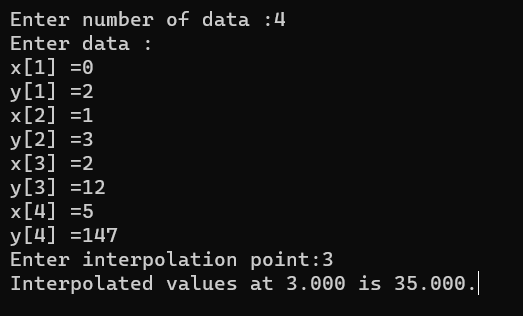 Enter number of data :4
Enter data :
x[1] =0
y[1] =2
x[2] =1
y[2] =3
x[3] =2
y[3] =12
x[4] =5
y[4] =147
Enter interpolation point:3
Interpolated values at 3.000 is 35.000.